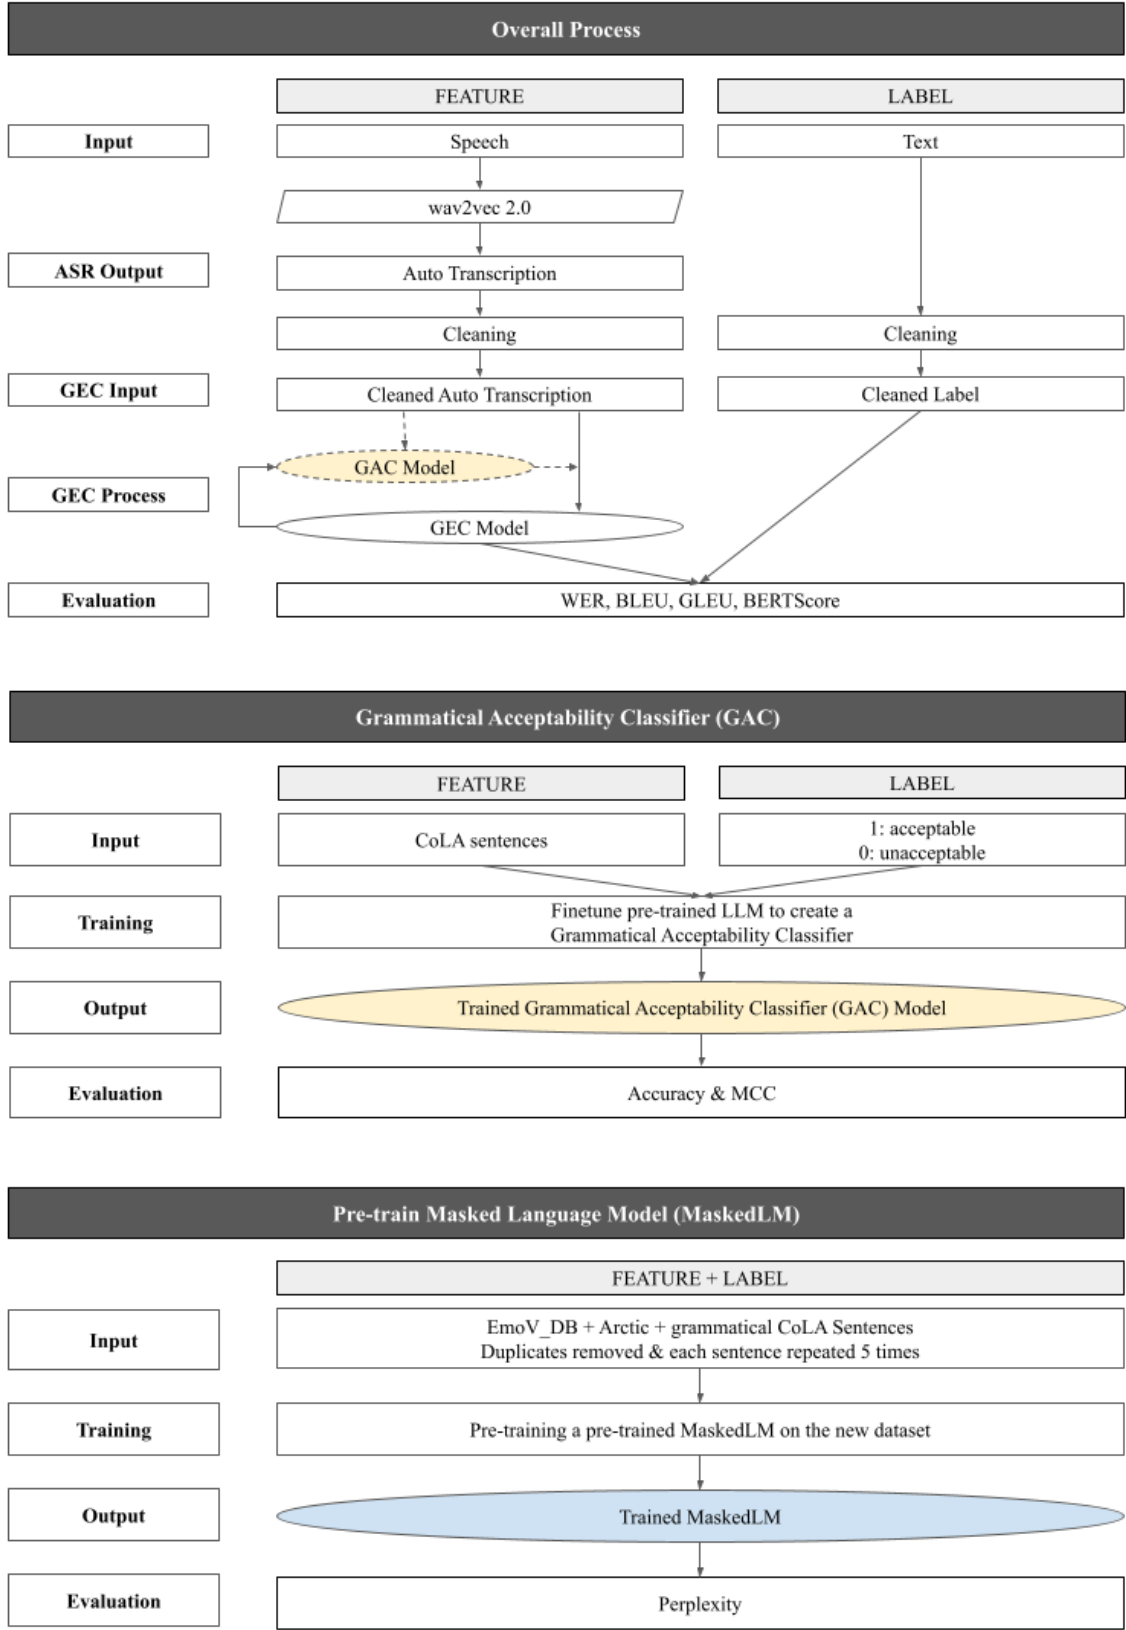 Overall Process
FEATURE
LABEL
Input
Speech
Text
wav2vec 2.0
ASR Output
Auto Transcription
Cleaning
Cleaning
GEC Input
Cleaned Auto Transcription
Cleaned Label
GAC Model
GEC Process
GEC Model
Evaluation
WER, BLEU, GLEU, BERTScore
Grammatical Acceptability Classifier (GAC)
FEATURE
LABEL
Input
CoLA sentences
1: acceptable
0: unacceptable
Training
Finetune pre-trained LLM to create a
Grammatical Acceptability Classifier
Output
Trained Grammatical Acceptability Classifier (GAC) Model
Evaluation
Accuracy & MCC
Pre-train Masked Language Model (MaskedLM)
FEATURE + LABEL
Input
EmoV_DB + Arctic + grammatical CoLA Sentences
Duplicates removed & each sentence repeated 5 times
Training
Pre-training a pre-trained MaskedLM on the new dataset
Output
Trained MaskedLM
Evaluation
Perplexity